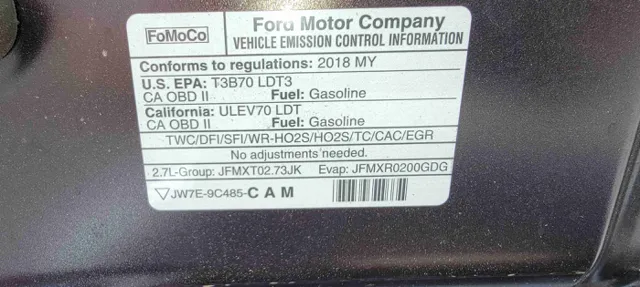 FoMoCo
Ford Motor Company
VEHICLE EMISSION CONTROL INFORMATION
Conforms to regulations: 2018 MY
U.S. EPA: T3B70 LDT3
CA OBD II Fuel: Gasoline
California: ULEV70 LDT
CA OBD II Fuel: Gasoline
TWC/DFI/SFI/WR-HO2S/HO2S/TC/CAC/EGR
No adjustments needed.
2.7L-Group: JFMXT02.73JK Evap: JFMXR0200GDG
JW7E-9C485-C A M